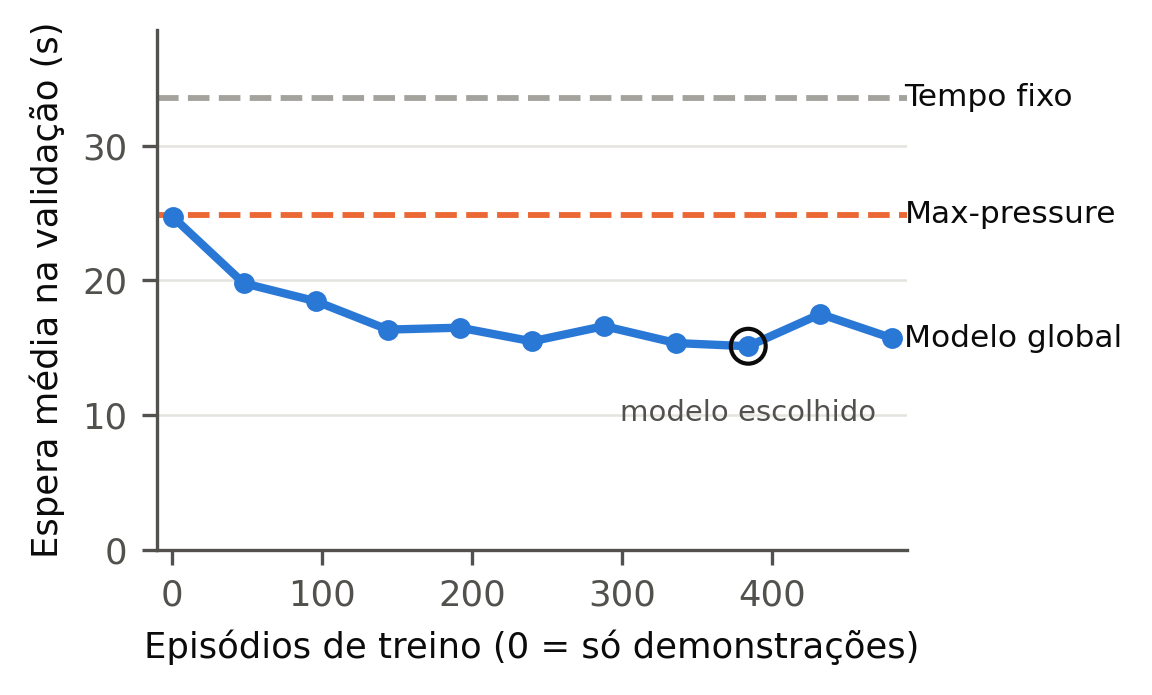 Espera média na validação (s)
30
20
10
0
Tempo fixo
Max-pressure
Modelo global
modelo escolhido
0 100 200 300 400
Episódios de treino (0 = só demonstrações)